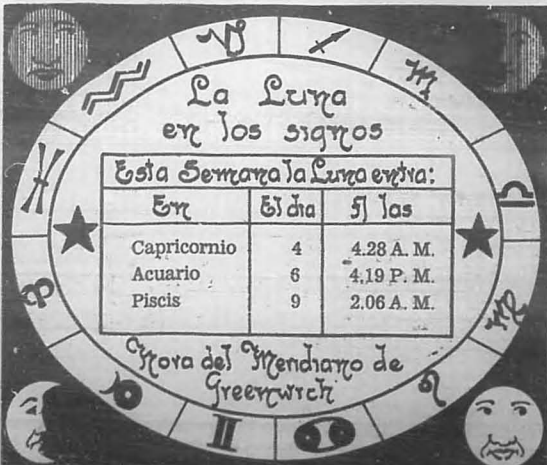 La Luna
en los signos
Esta Semana la Luna entra:
En El dia A las
Capricornio 4 4.28 A. M.
Acuario 6 4.19 P. M.
Piscis 9 2.06 A. M.
Hora del Meridiano de
Greenwich